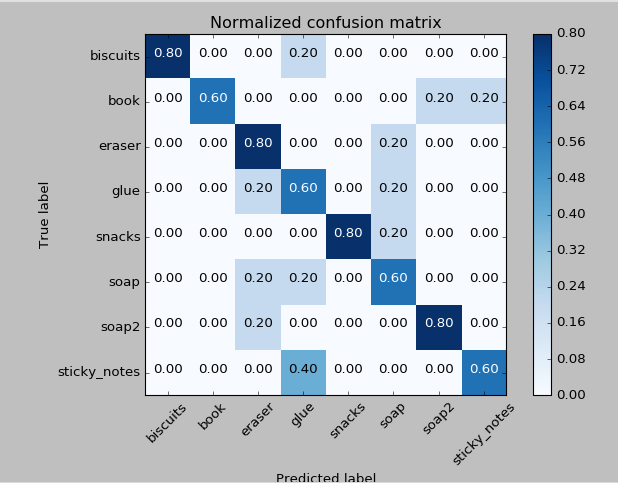 Normalized confusion matrix
biscuits 0.80 0.00 0.00 0.20 0.00 0.00 0.00 0.00
book 0.00 0.60 0.00 0.00 0.00 0.00 0.20 0.20
eraser 0.00 0.00 0.80 0.00 0.00 0.20 0.00 0.00
glue 0.00 0.00 0.20 0.60 0.00 0.20 0.00 0.00
snacks 0.00 0.00 0.00 0.00 0.80 0.20 0.00 0.00
soap 0.00 0.00 0.20 0.20 0.00 0.60 0.00 0.00
soap2 0.00 0.00 0.20 0.00 0.00 0.00 0.80 0.00
sticky_notes 0.00 0.00 0.00 0.40 0.00 0.00 0.00 0.60
True label
biscuits book eraser glue snacks soap soap2 sticky_notes
Predicted label
0.80
0.72
0.64
0.56
0.48
0.40
0.32
0.24
0.16
0.08
0.00